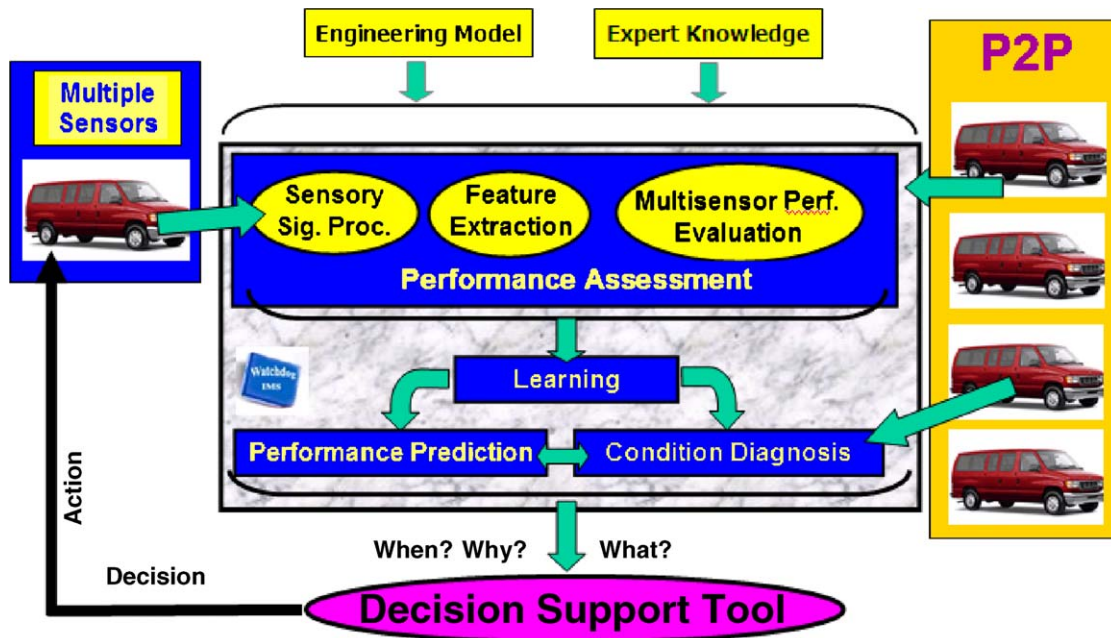 Engineering Model
Expert Knowledge
P2P
Multiple
Sensors
Sensory
Sig. Proc.
Feature
Extraction
Multisensor Perf.
Evaluation
Performance Assessment
Watchdog
IMS
Learning
Performance Prediction
Condition Diagnosis
Action
When? Why? What?
Decision
Decision Support Tool